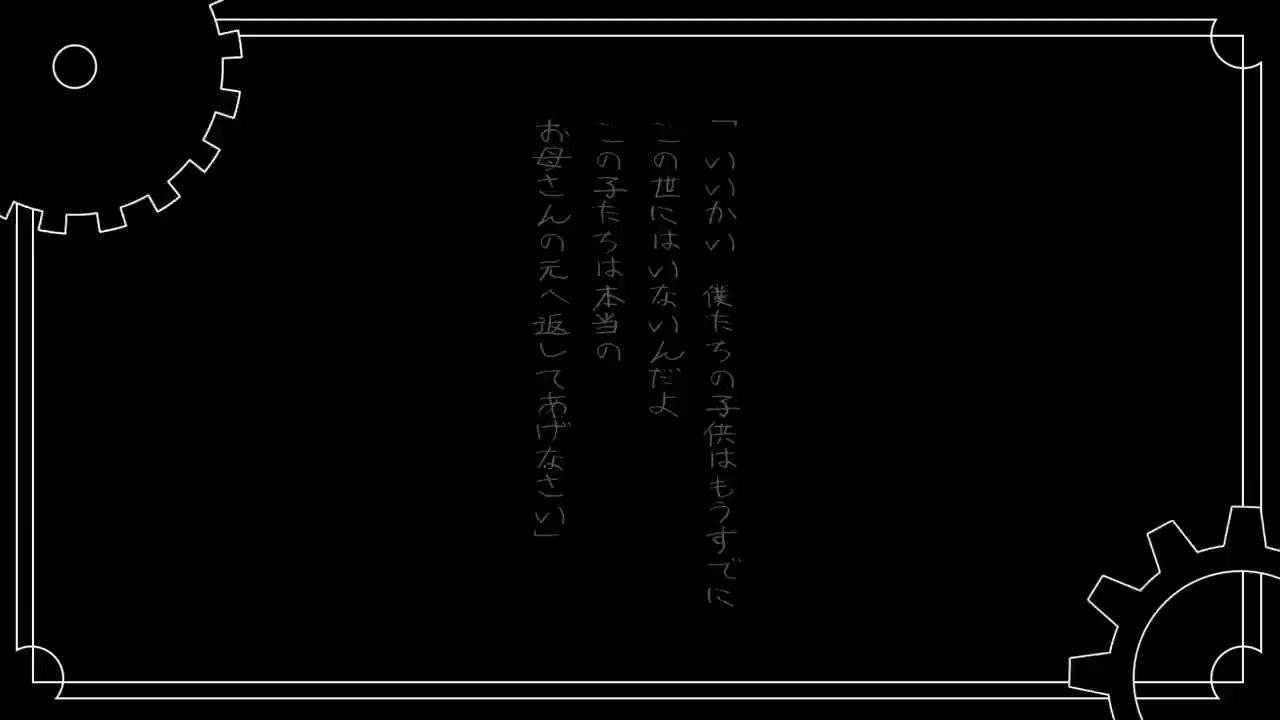 「いいかい　僕たちの子供はもうすでに
この世にはいないんだよ
この子たちは本当の
お母さんの元へ返してあげなさい」